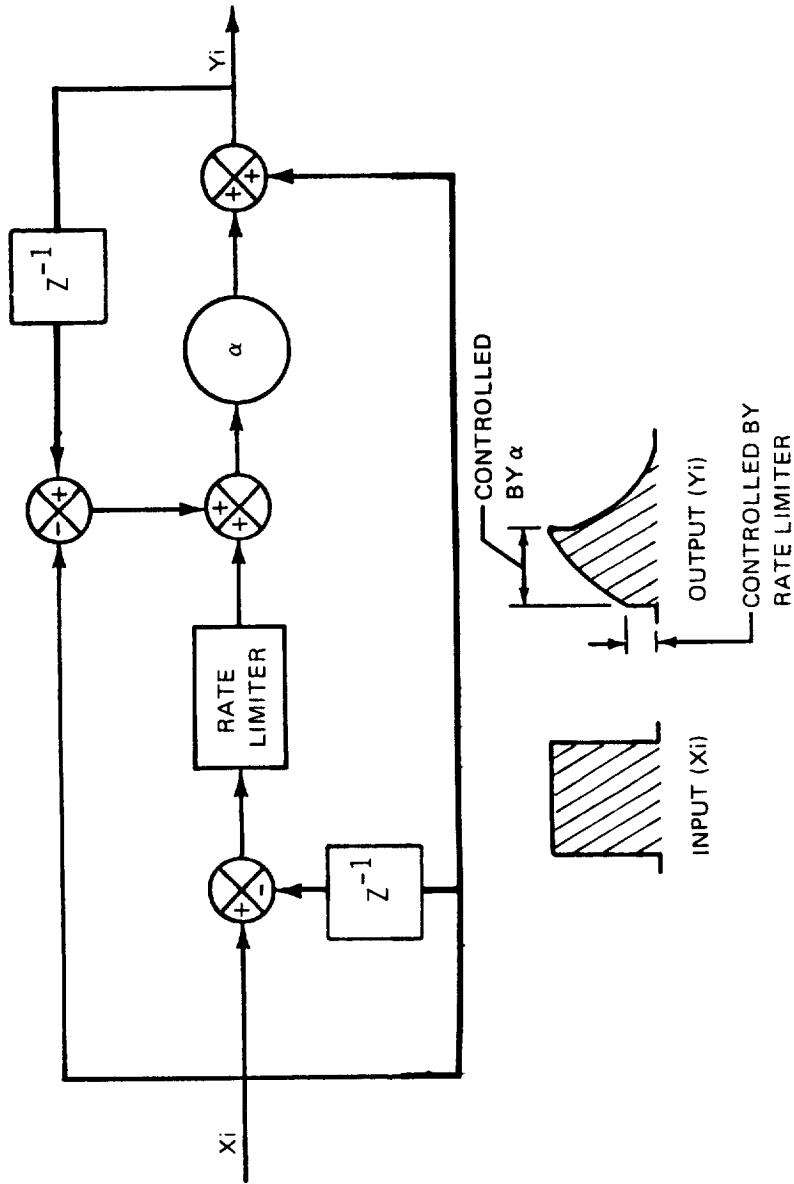 - +
Z⁻¹
Xi
+
-
RATE
LIMITER
+
+
α
+
+
Yi
Z⁻¹
CONTROLLED
BY α
INPUT (Xi)
OUTPUT (Yi)
CONTROLLED BY
RATE LIMITER